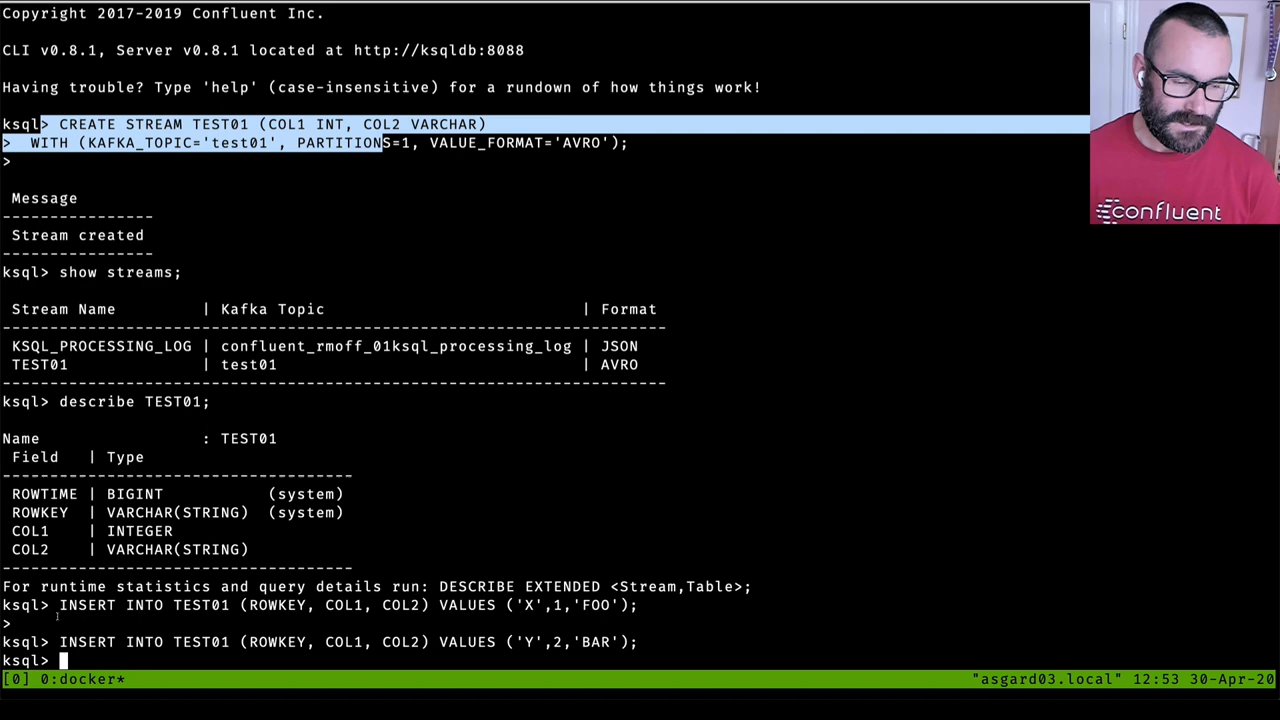 Copyright 2017-2019 Confluent Inc.
CLI v0.8.1, Server v0.8.1 located at http://ksqldb:8088
Having trouble? Type 'help' (case-insensitive) for a rundown of how things work!
ksql> CREATE STREAM TEST01 (COL1 INT, COL2 VARCHAR)
>  WITH (KAFKA_TOPIC='test01', PARTITIONS=1, VALUE_FORMAT='AVRO');
>
Message
----------------
Stream created
----------------
ksql> show streams;
Stream Name         | Kafka Topic                           | Format
----------------------------------------------------------------------
KSQL_PROCESSING_LOG | confluent_rmoff_01ksql_processing_log | JSON
TEST01              | test01                                | AVRO
----------------------------------------------------------------------
ksql> describe TEST01;
Name                 : TEST01
Field   | Type
-------------------------------------
ROWTIME | BIGINT           (system)
ROWKEY  | VARCHAR(STRING)  (system)
COL1    | INTEGER
COL2    | VARCHAR(STRING)
-------------------------------------
For runtime statistics and query details run: DESCRIBE EXTENDED <Stream,Table>;
ksql> INSERT INTO TEST01 (ROWKEY, COL1, COL2) VALUES ('X',1,'FOO');
>
ksql> INSERT INTO TEST01 (ROWKEY, COL1, COL2) VALUES ('Y',2,'BAR');
ksql>
[0] 0:docker* "asgard03.local" 12:53 30-Apr-20
confluent